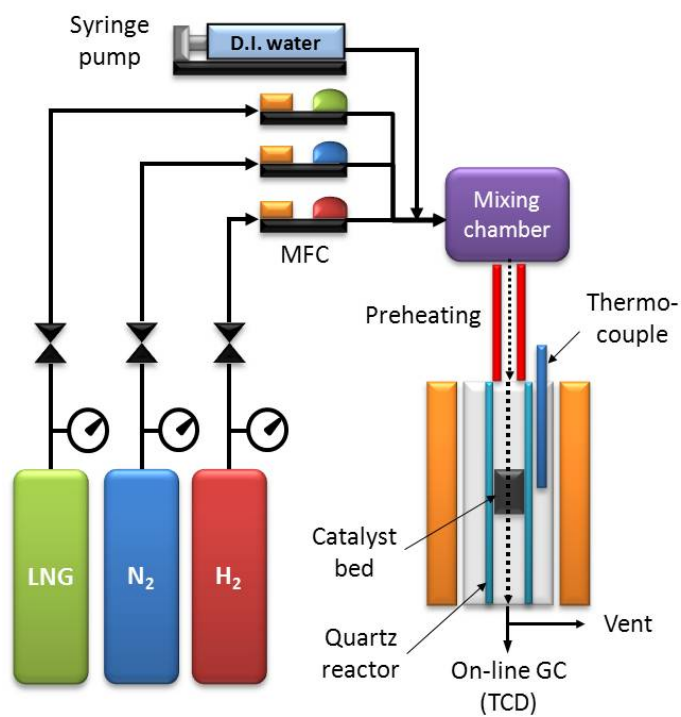 Syringe
pump
D.I. water
MFC
Mixing
chamber
Preheating
Thermo-
couple
LNG
N₂
H₂
Catalyst
bed
Quartz
reactor
Vent
On-line GC
(TCD)